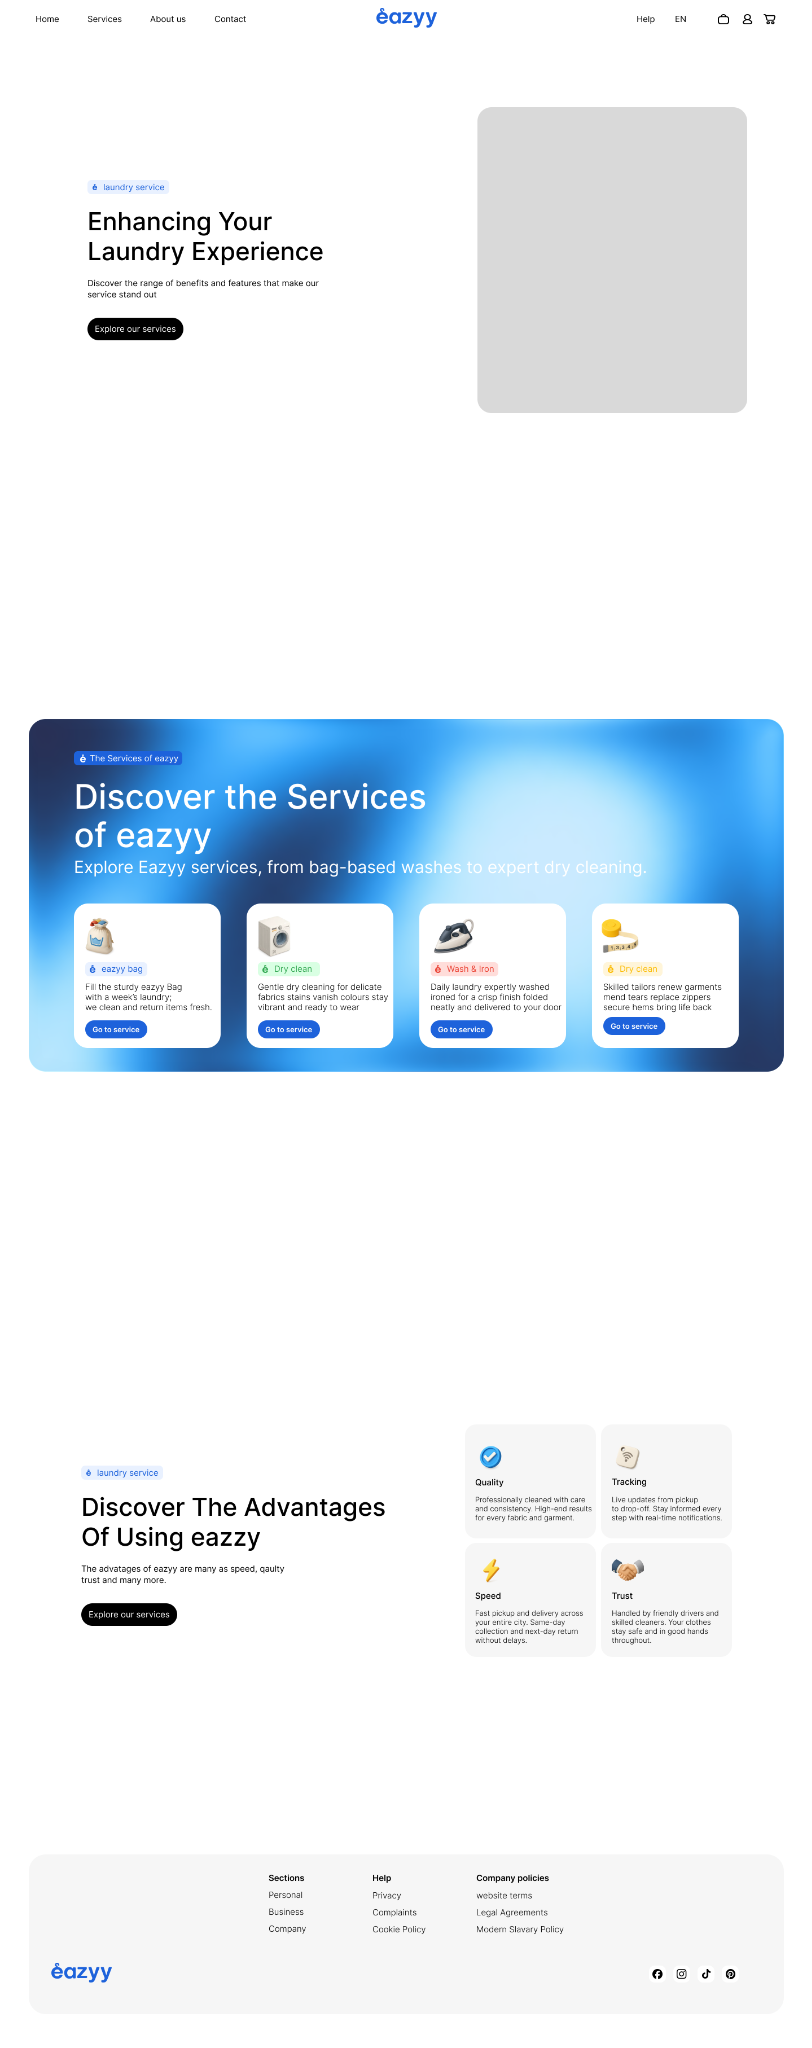 Home Services About us Contact
eazyy
Help EN
laundry service
Enhancing Your
Laundry Experience
Discover the range of benefits and features that make our
service stand out
Explore our services
The Services of eazyy
Discover the Services
of eazyy
Explore Eazyy services, from bag-based washes to expert dry cleaning.
eazyy bag
Fill the sturdy eazyy Bag
with a week's laundry;
we clean and return items fresh.
Go to service
Dry clean
Gentle dry cleaning for delicate
fabrics stains vanish colours stay
vibrant and ready to wear
Go to service
Wash & iron
Daily laundry expertly washed
ironed for a crisp finish folded
neatly and delivered to your door
Go to service
Dry clean
Skilled tailors renew garments
mend tears replace zippers
secure hems bring life back
Go to service
laundry service
Discover The Advantages
Of Using eazzy
The advatages of eazyy are many as speed, qaulty
trust and many more.
Explore our services
Quality
Professionally cleaned with care
and consistency. High-end results
for every fabric and garment.
Tracking
Live updates from pickup
to drop-off. Stay informed every
step with real-time notifications.
Speed
Fast pickup and delivery across
your entire city. Same-day
collection and next-day return
without delays.
Trust
Handled by friendly drivers and
skilled cleaners. Your clothes
stay safe and in good hands
throughout.
Sections
Personal
Business
Company
Help
Privacy
Complaints
Cookie Policy
Company policies
website terms
Legal Agreements
Modern Slavary Policy
eazyy